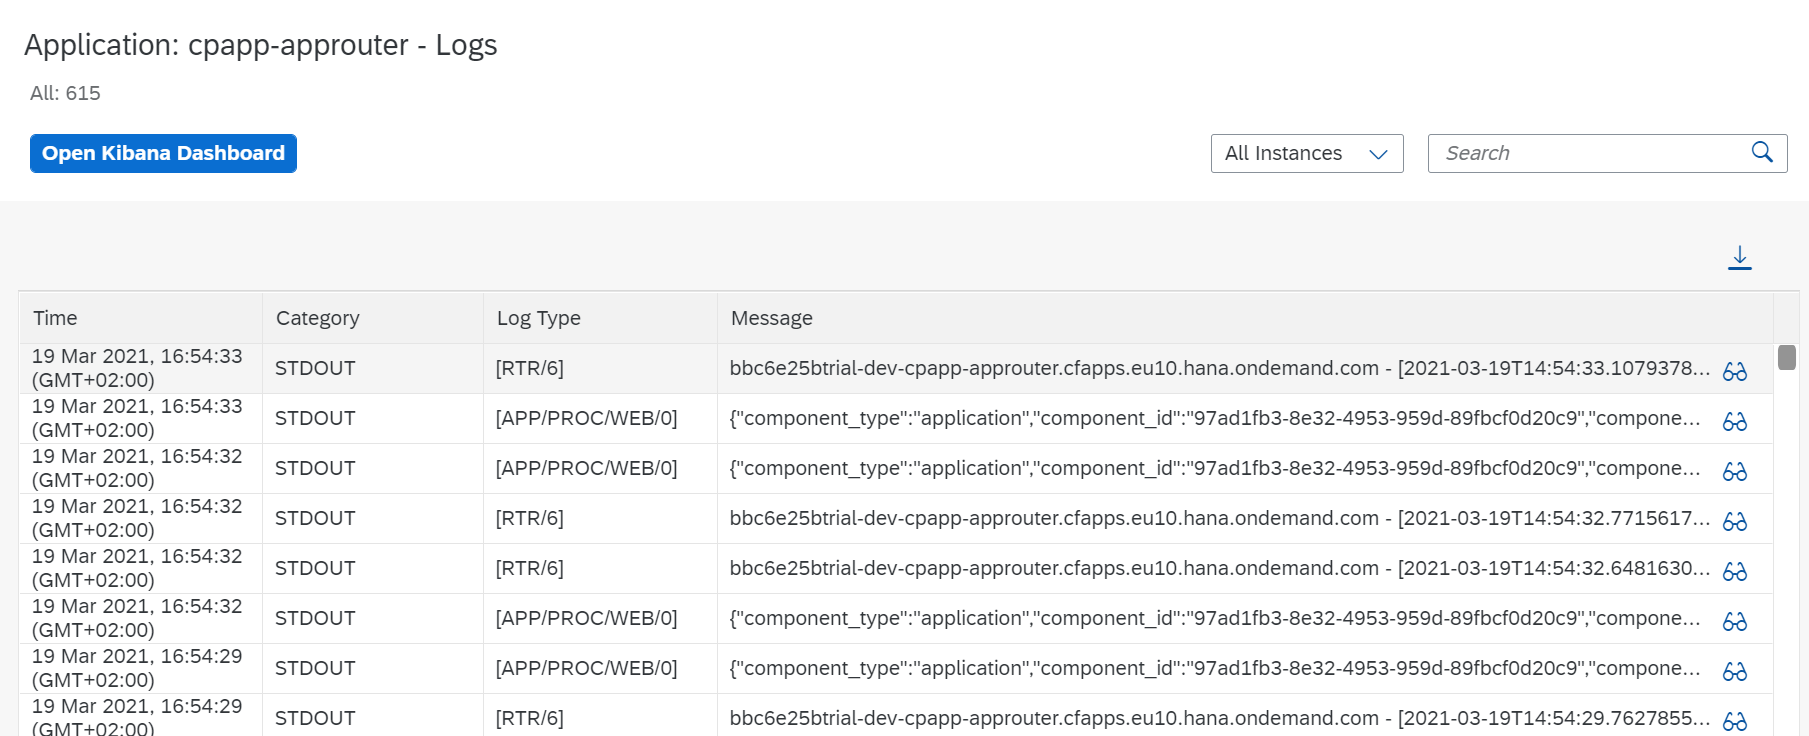 Application: cpapp-approuter - Logs
All: 615
Open Kibana Dashboard
All Instances
Search
Time Category Log Type Message
19 Mar 2021, 16:54:33
(GMT+02:00) STDOUT [RTR/6] bbc6e25btrial-dev-cpapp-approuter.cfapps.eu10.hana.ondemand.com - [2021-03-19T14:54:33.1079378...
19 Mar 2021, 16:54:33
(GMT+02:00) STDOUT [APP/PROC/WEB/0] {"component_type":"application","component_id":"97ad1fb3-8e32-4953-959d-89fbcf0d20c9","compone...
19 Mar 2021, 16:54:32
(GMT+02:00) STDOUT [APP/PROC/WEB/0] {"component_type":"application","component_id":"97ad1fb3-8e32-4953-959d-89fbcf0d20c9","compone...
19 Mar 2021, 16:54:32
(GMT+02:00) STDOUT [RTR/6] bbc6e25btrial-dev-cpapp-approuter.cfapps.eu10.hana.ondemand.com - [2021-03-19T14:54:32.7715617...
19 Mar 2021, 16:54:32
(GMT+02:00) STDOUT [RTR/6] bbc6e25btrial-dev-cpapp-approuter.cfapps.eu10.hana.ondemand.com - [2021-03-19T14:54:32.6481630...
19 Mar 2021, 16:54:32
(GMT+02:00) STDOUT [APP/PROC/WEB/0] {"component_type":"application","component_id":"97ad1fb3-8e32-4953-959d-89fbcf0d20c9","compone...
19 Mar 2021, 16:54:29
(GMT+02:00) STDOUT [APP/PROC/WEB/0] {"component_type":"application","component_id":"97ad1fb3-8e32-4953-959d-89fbcf0d20c9","compone...
19 Mar 2021, 16:54:29
(GMT+02:00) STDOUT [RTR/6] bbc6e25btrial-dev-cpapp-approuter.cfapps.eu10.hana.ondemand.com - [2021-03-19T14:54:29.7627855...